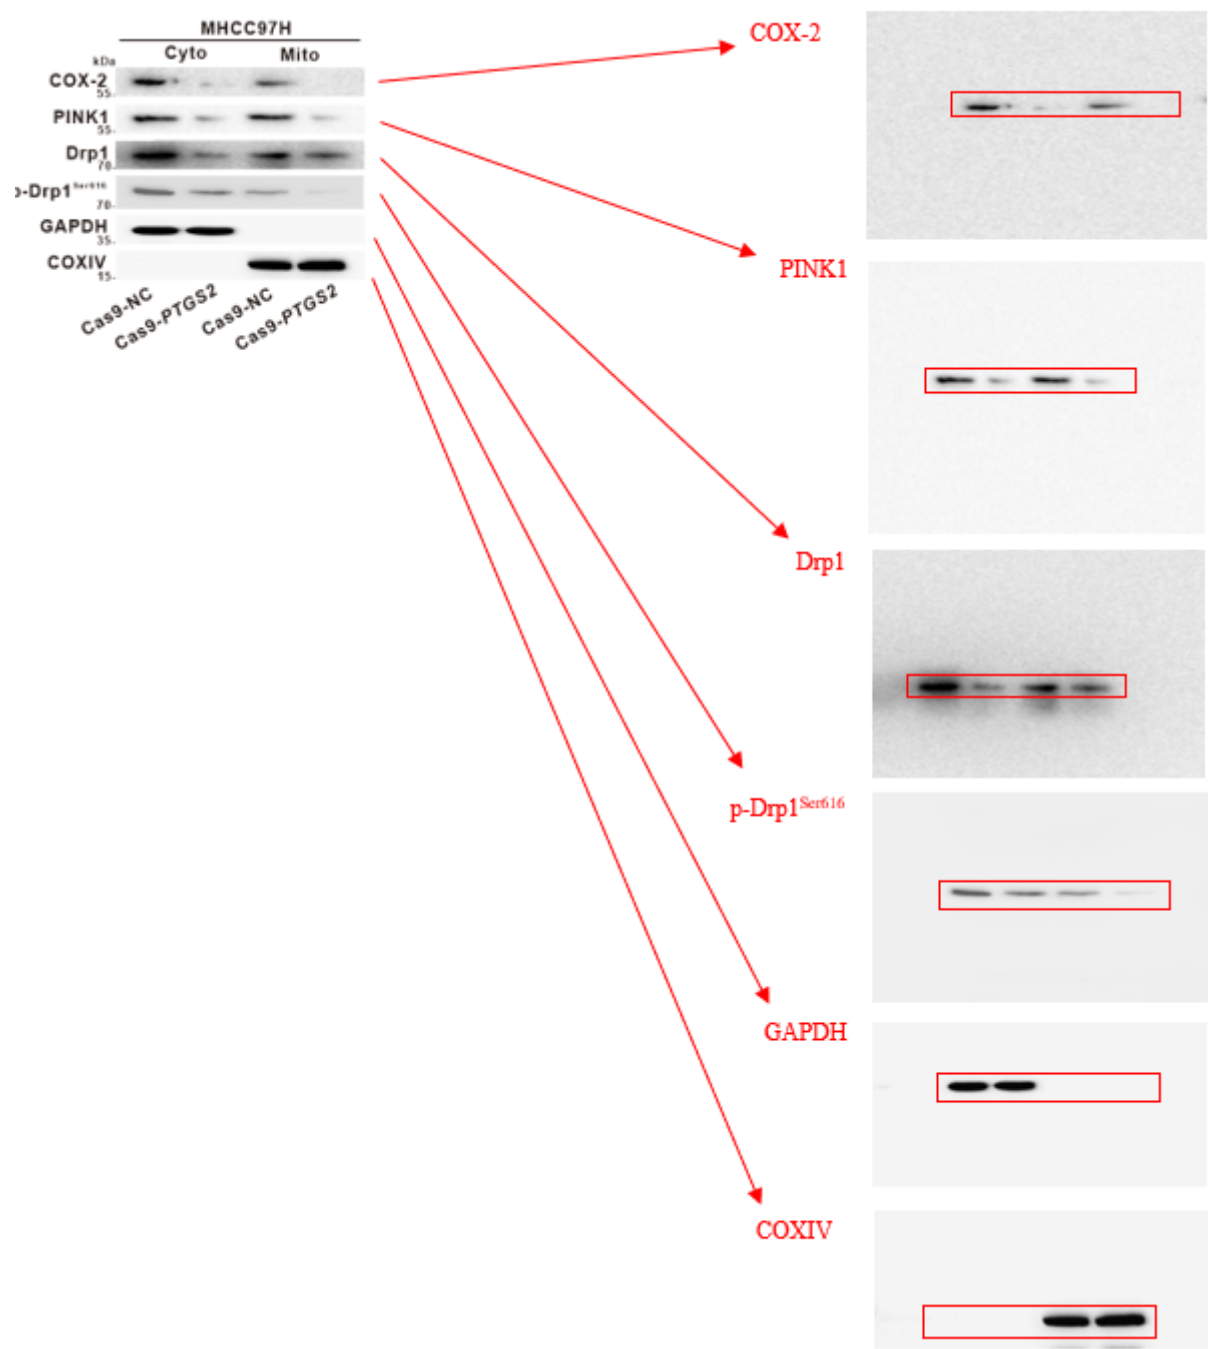 MHCC97H
Cyto Mito
kDa
COX-2
55-
PINK1
55-
Drp1
70-
p-Drp1Ser616
70-
GAPDH
35-
COXIV
15-
Cas9-NC
Cas9-PTGS2
Cas9-NC
Cas9-PTGS2
COX-2
PINK1
Drp1
p-Drp1Ser616
GAPDH
COXIV